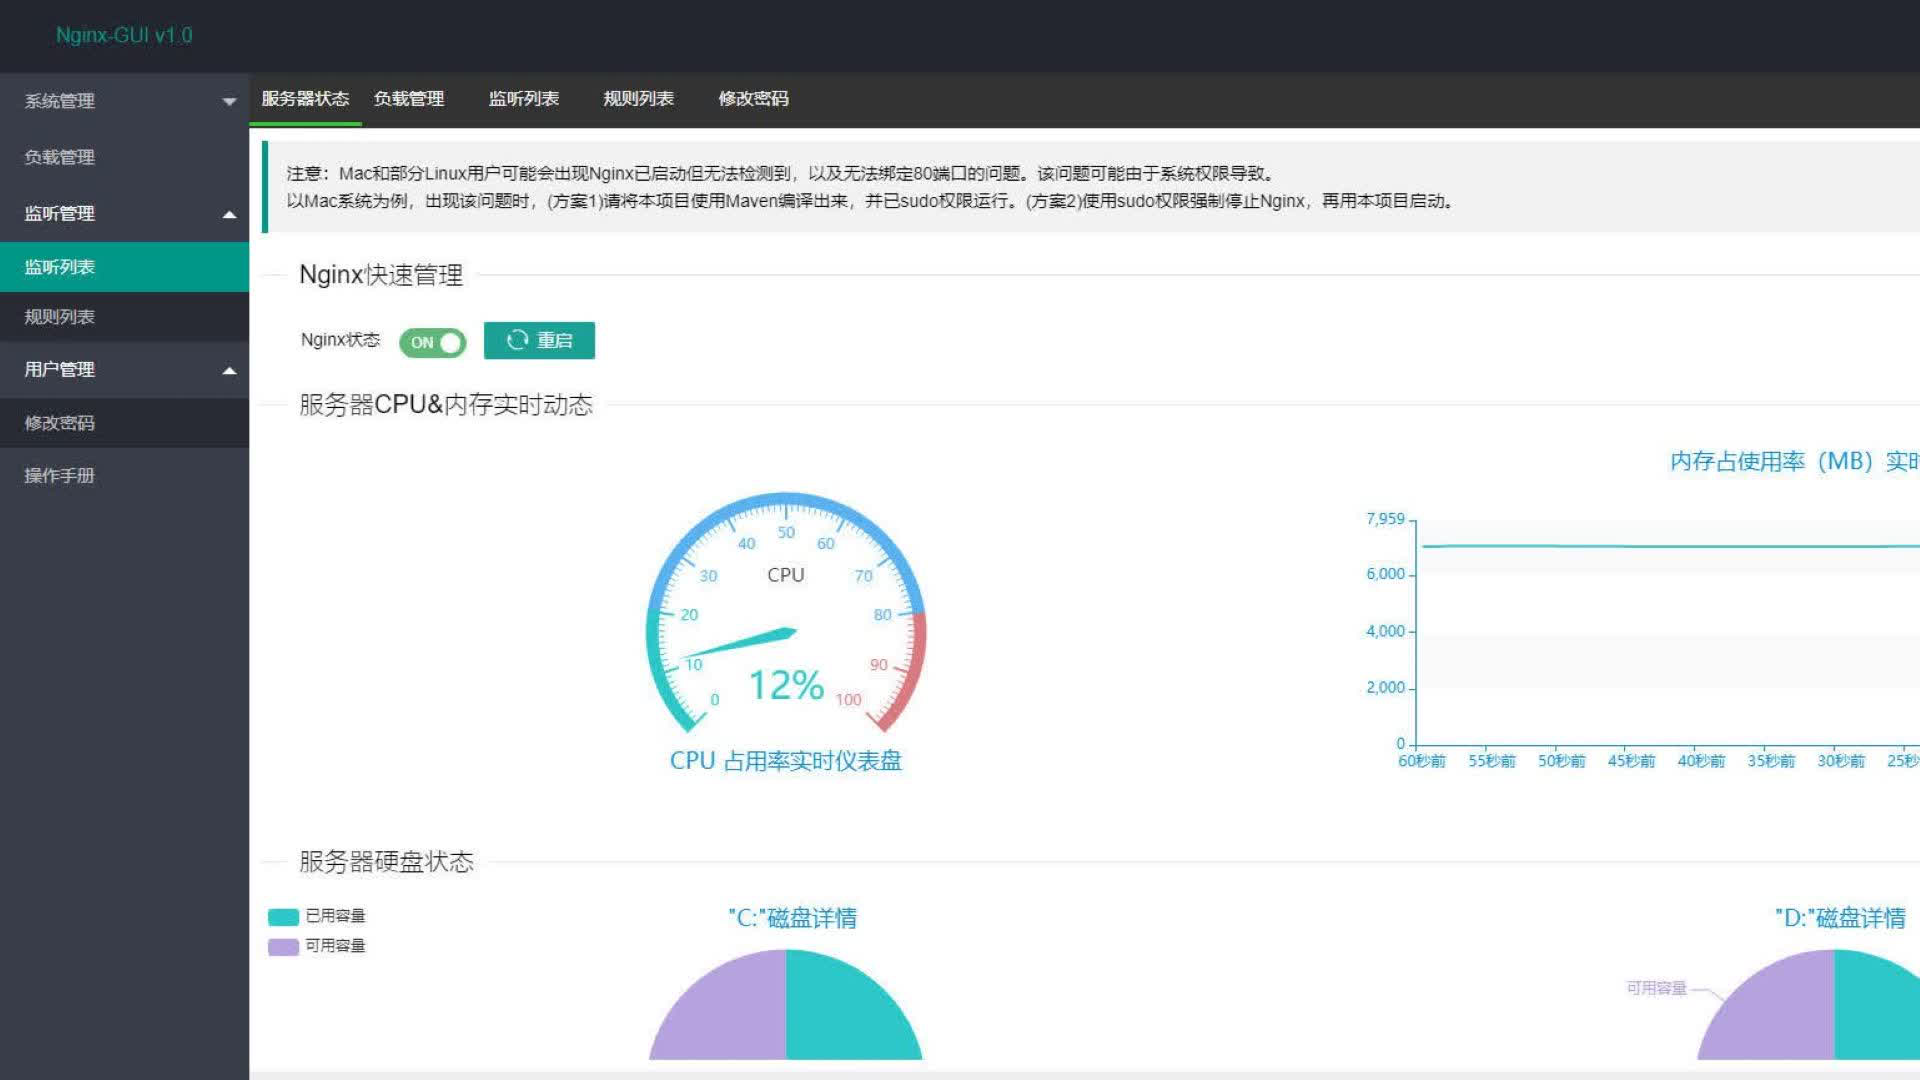 Nginx-GUI v1.0
系统管理
负载管理
监听管理
监听列表
规则列表
用户管理
修改密码
操作手册
服务器状态 负载管理 监听列表 规则列表 修改密码
注意：Mac和部分Linux用户可能会出现Nginx已启动但无法检测到，以及无法绑定80端口的问题。该问题可能由于系统权限导致。
以Mac系统为例，出现该问题时，(方案1)请将本项目使用Maven编译出来，并已sudo权限运行。(方案2)使用sudo权限强制停止Nginx，再用本项目启动。
Nginx快速管理
Nginx状态 ON 重启
服务器CPU&内存实时动态
0
10
20
30
40
50
60
70
80
90
100
CPU
12%
CPU 占用率实时仪表盘
内存占使用率（MB）实时
7,959
6,000
4,000
2,000
0
60秒前 55秒前 50秒前 45秒前 40秒前 35秒前 30秒前 25秒
服务器硬盘状态
已用容量
可用容量
"C:"磁盘详情
"D:"磁盘详情
可用容量